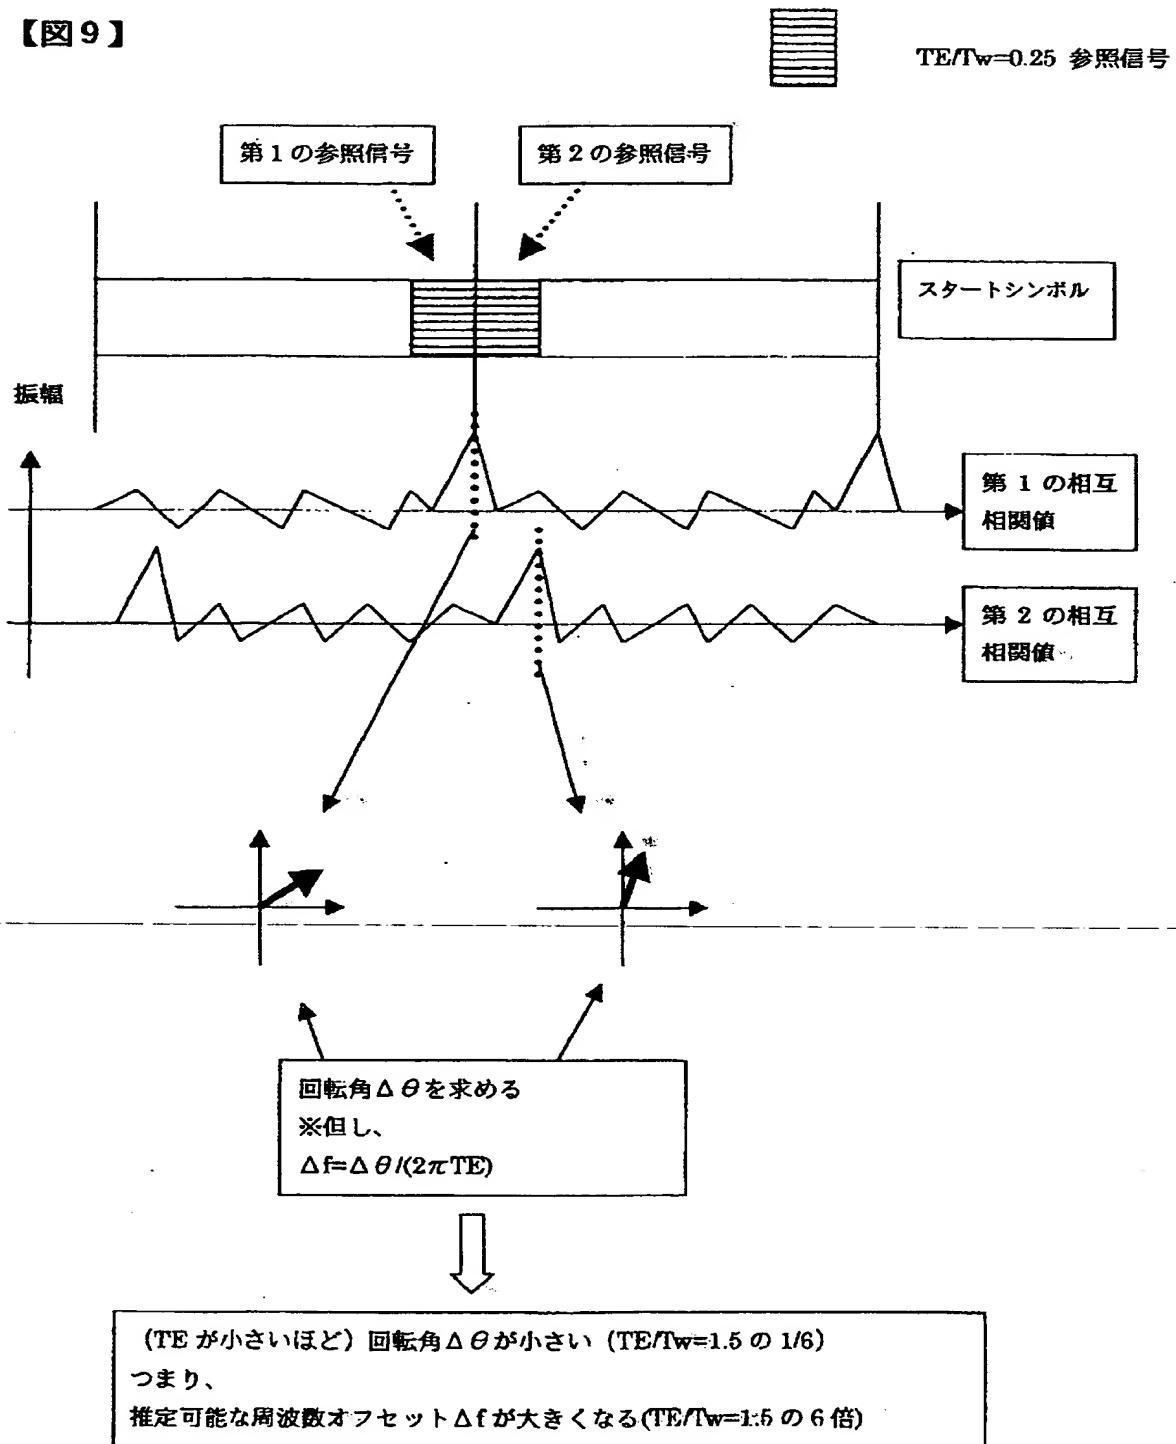 【図９】
TE/Tw=0.25 参照信号
第１の参照信号
第２の参照信号
スタートシンボル
振幅
第 1 の相互
相関値
第 2 の相互
相関値
回転角Δθを求める
※但し、
Δf=Δθ/(2πTE)
（TE が小さいほど）回転角Δθが小さい（TE/Tw=1.5 の 1/6）
つまり、
推定可能な周波数オフセットΔf が大きくなる(TE/Tw=1.5 の 6 倍)